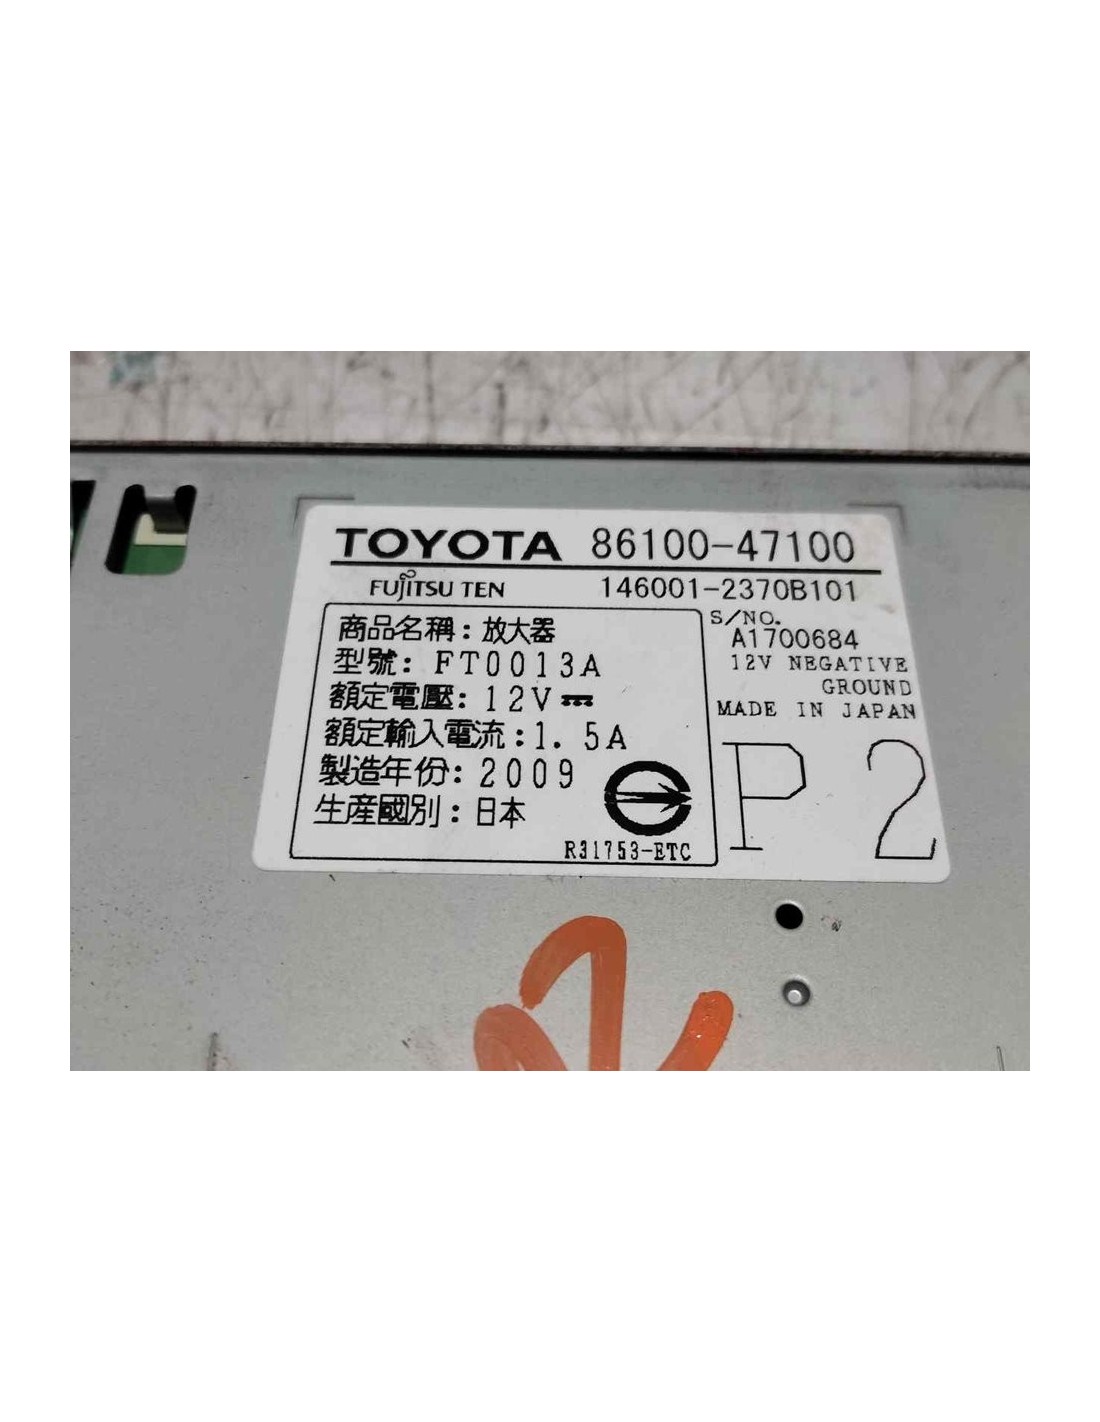 TOYOTA 86100-47100
FUJITSU TEN 146001-2370B101
商品名稱：放大器
型號：FT0013A
額定電壓：12V
額定輸入電流：1.5A
製造年份：2009
生產國別：日本
R31753-ETC
S/NO.
A1700684
12V NEGATIVE
GROUND
MADE IN JAPAN
P2